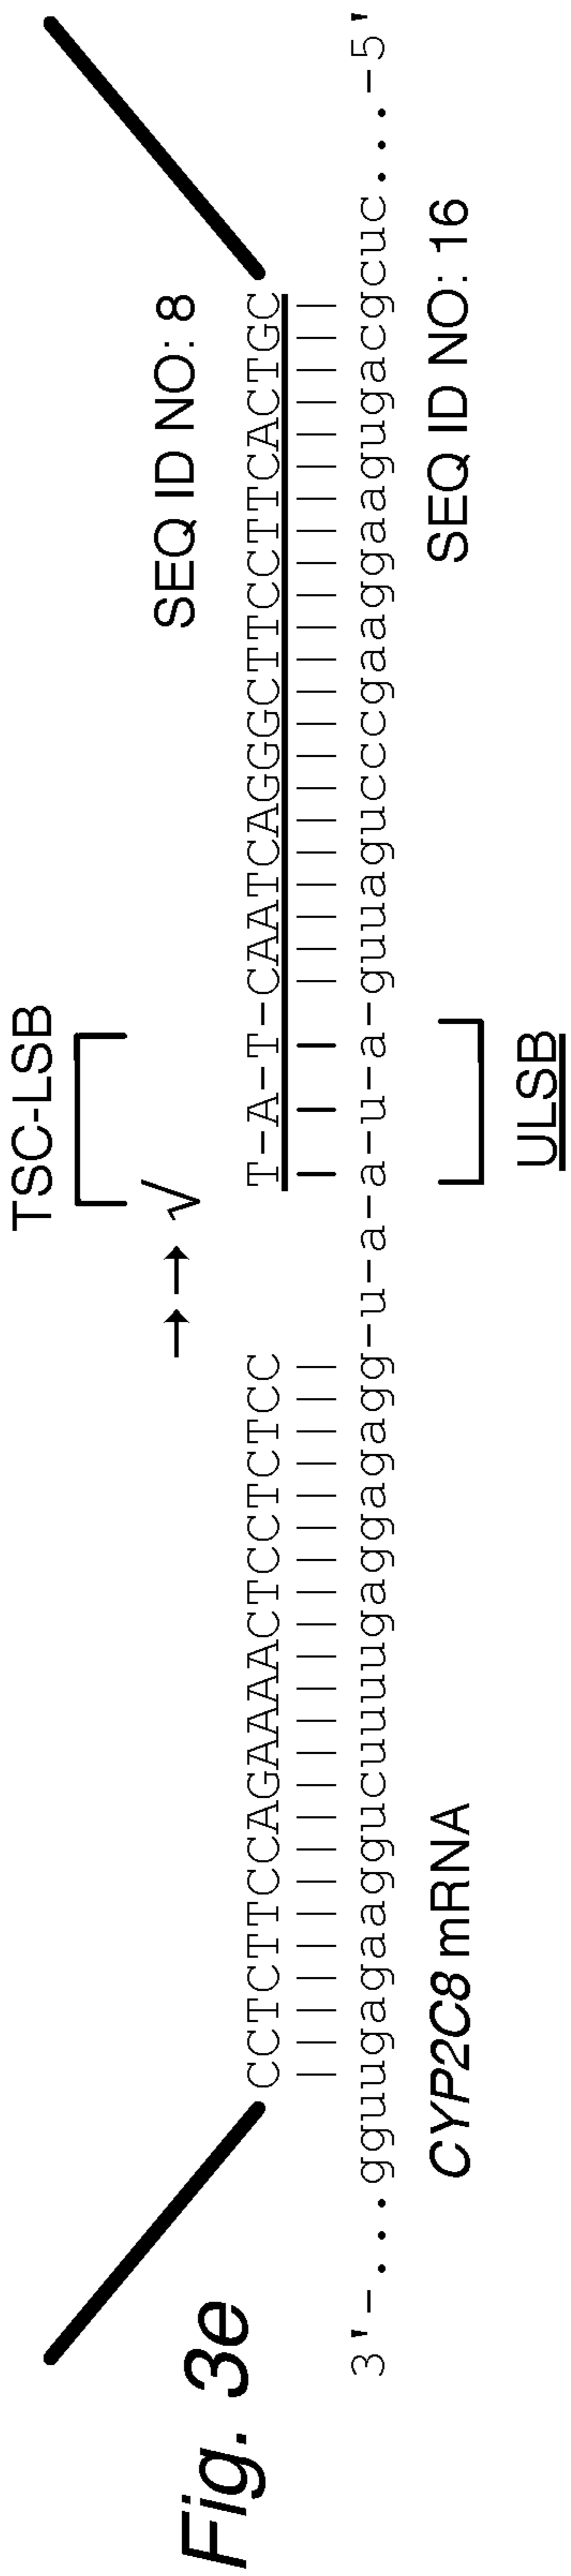 TSC-LSB
SEQ ID NO: 8
→→√
CCTCTTCCAGAAAACTCCTCTCC T-A-T-CAATCAGGGCTTCCTTCACTGC
3'-...gguugagaaggucuuuugaggagagg-u-a-a-a-u-a-guuagucccgaaggaagugacgcuc...-5'
CYP2C8 mRNA
SEQ ID NO: 16
ULSB
Fig. 3e